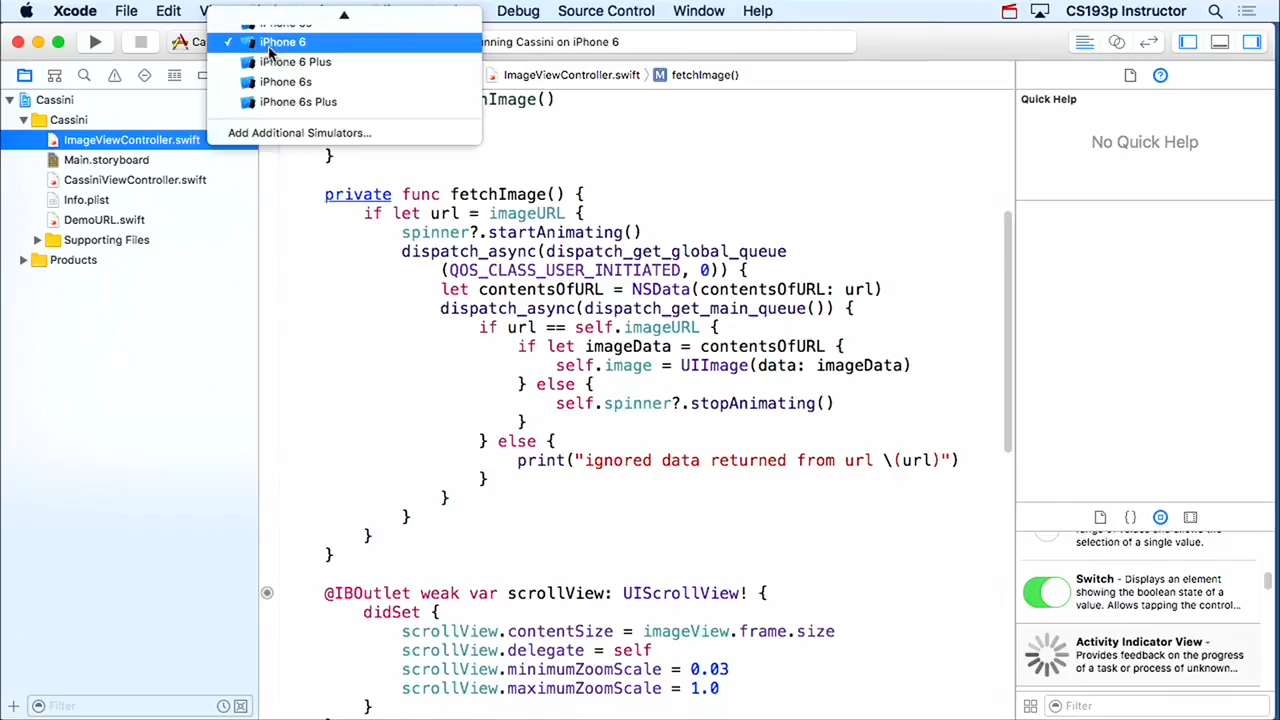 Xcode File Edit Debug Source Control Window Help CS193p Instructor
iPhone 6
iPhone 6 Plus
iPhone 6s
iPhone 6s Plus
Add Additional Simulators...
nning Cassini on iPhone 6
ImageViewController.swift M fetchImage()
Cassini
Cassini
ImageViewController.swift
Main.storyboard
CassiniViewController.swift
Info.plist
DemoURL.swift
Supporting Files
Products
Filter
hImage()
}
private func fetchImage() {
if let url = imageURL {
spinner?.startAnimating()
dispatch_async(dispatch_get_global_queue
(QOS_CLASS_USER_INITIATED, 0)) {
let contentsOfURL = NSData(contentsOfURL: url)
dispatch_async(dispatch_get_main_queue()) {
if url == self.imageURL {
if let imageData = contentsOfURL {
self.image = UIImage(data: imageData)
} else {
self.spinner?.stopAnimating()
}
} else {
print("ignored data returned from url \(url)")
}
}
}
}
}
@IBOutlet weak var scrollView: UIScrollView! {
didSet {
scrollView.contentSize = imageView.frame.size
scrollView.delegate = self
scrollView.minimumZoomScale = 0.03
scrollView.maximumZoomScale = 1.0
}
Quick Help
No Quick Help
selection of a single value.
Switch - Displays an element
showing the boolean state of a
value. Allows tapping the control...
Activity Indicator View -
Provides feedback on the progress
of a task or process of unknown...
Filter